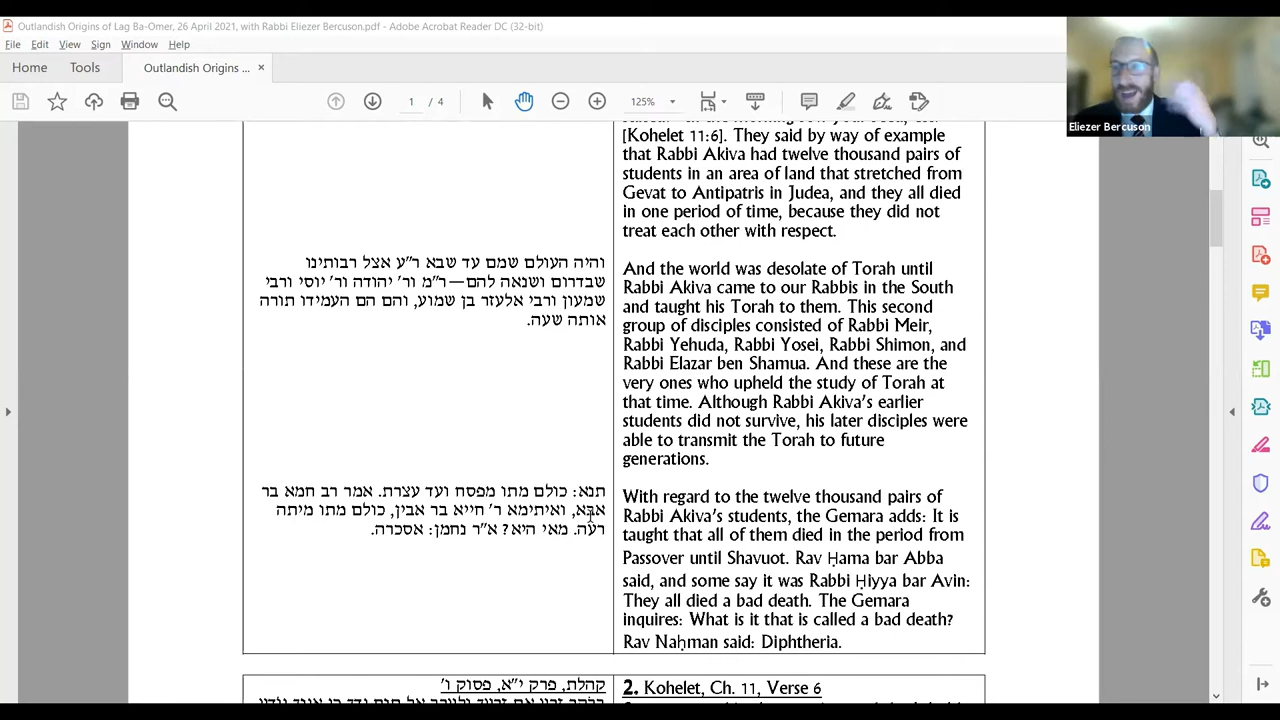 Outlandish Origins of Lag Ba-Omer, 26 April 2021, with Rabbi Eliezer Bercuson.pdf - Adobe Acrobat Reader DC (32-bit)
File Edit View Sign Window Help
Home Tools Outlandish Origins ... ×
1 / 4 125%
Eliezer Bercuson
[Kohelet 11:6]. They said by way of example
that Rabbi Akiva had twelve thousand pairs of
students in an area of land that stretched from
Gevat to Antipatris in Judea, and they all died
in one period of time, because they did not
treat each other with respect.
והיה העולם שמם עד שבא ר"ע אצל רבותינו
שבדרום ושנאה להם—ר"מ ור' יהודה ור' יוסי ורבי
שמעון ורבי אלעזר בן שמוע, והם הם העמידו תורה
אותה שעה.
And the world was desolate of Torah until
Rabbi Akiva came to our Rabbis in the South
and taught his Torah to them. This second
group of disciples consisted of Rabbi Meir,
Rabbi Yehuda, Rabbi Yosei, Rabbi Shimon, and
Rabbi Elazar ben Shamua. And these are the
very ones who upheld the study of Torah at
that time. Although Rabbi Akiva's earlier
students did not survive, his later disciples were
able to transmit the Torah to future
generations.
תנא: כולם מתו מפסח ועד עצרת. אמר רב חמא בר
אבא, ואיתימא ר' חייא בר אבין, כולם מתו מיתה
רעה. מאי היא? א"ר נחמן: אסכרה.
With regard to the twelve thousand pairs of
Rabbi Akiva's students, the Gemara adds: It is
taught that all of them died in the period from
Passover until Shavuot. Rav Ḥama bar Abba
said, and some say it was Rabbi Ḥiyya bar Avin:
They all died a bad death. The Gemara
inquires: What is it that is called a bad death?
Rav Naḥman said: Diphtheria.
קהלת, פרק י"א, פסוק ו'
2. Kohelet, Ch. 11, Verse 6